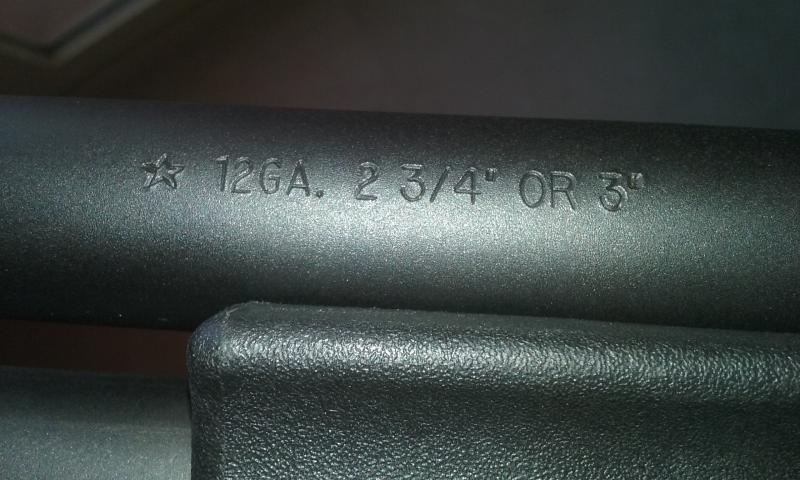 ☆ 12GA. 2 3/4" OR 3"